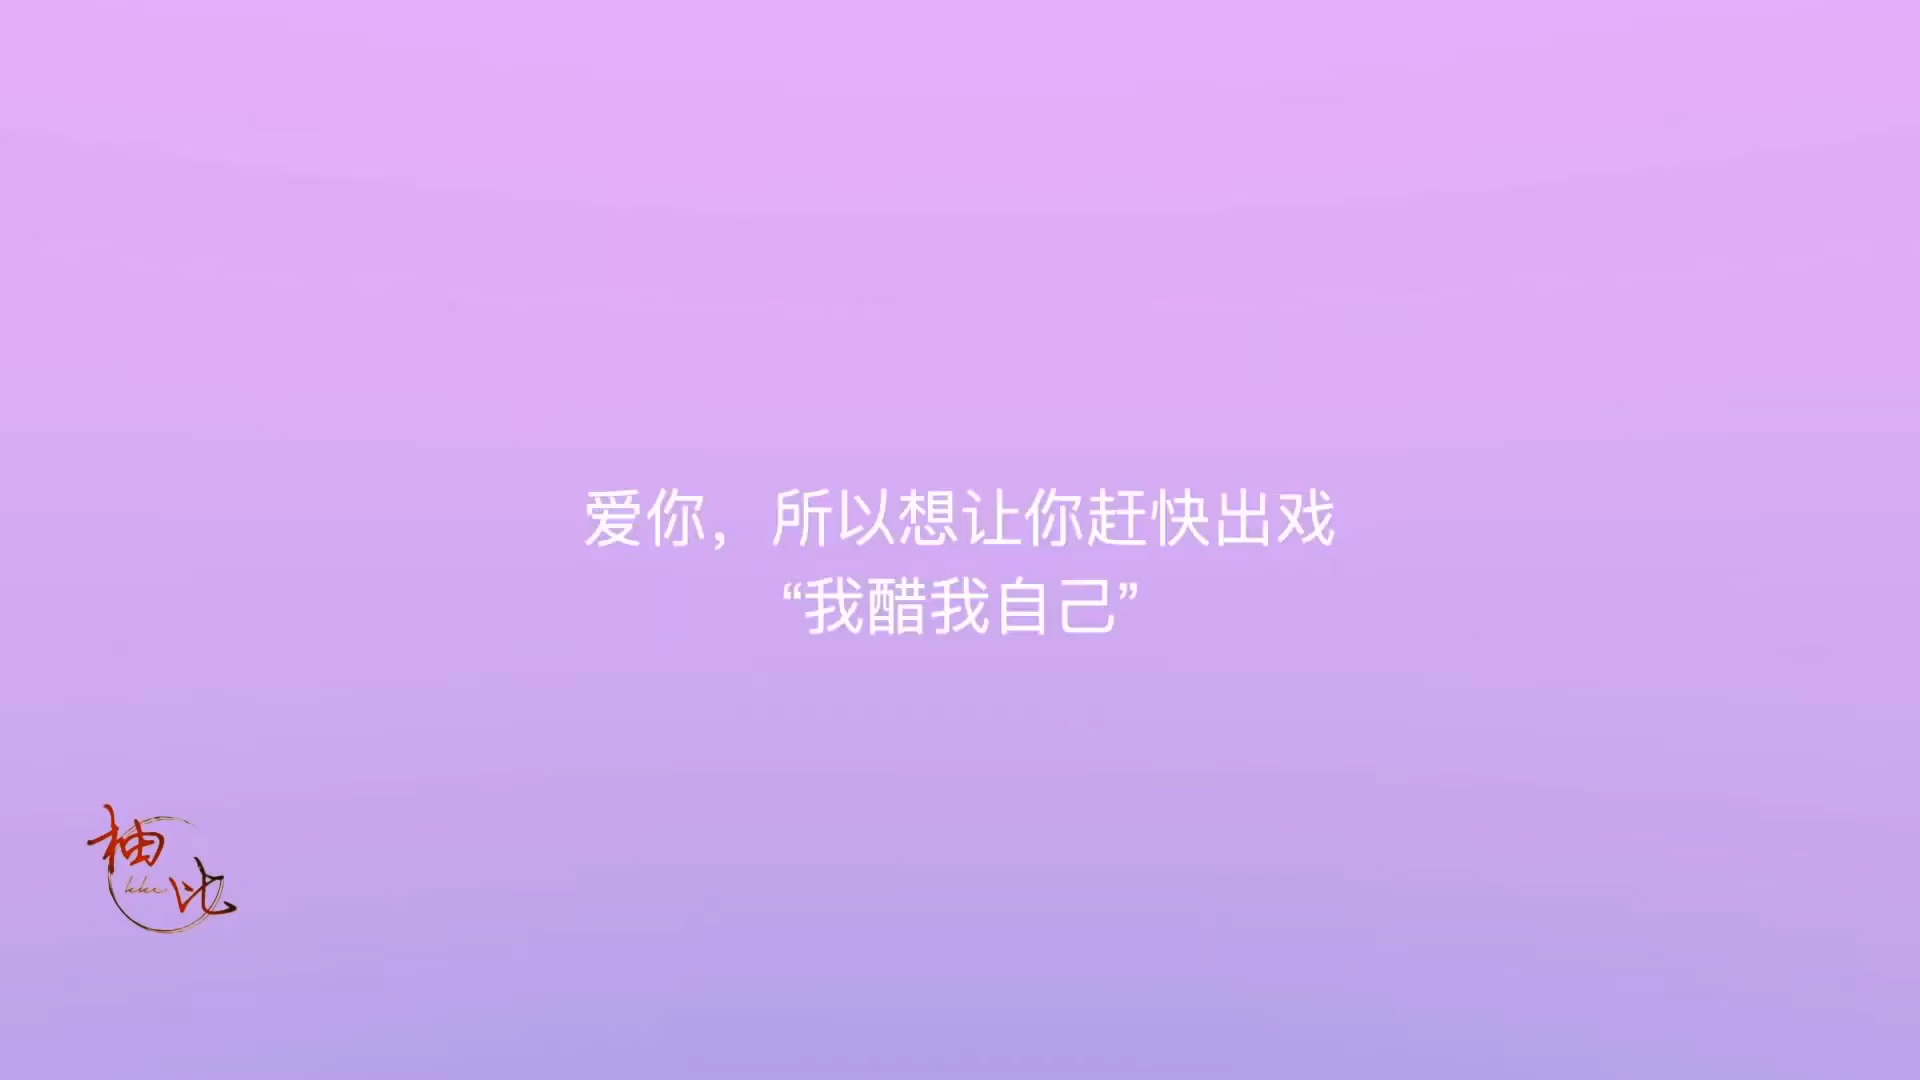 爱你，所以想让你赶快出戏
“我醋我自己”
柚
比